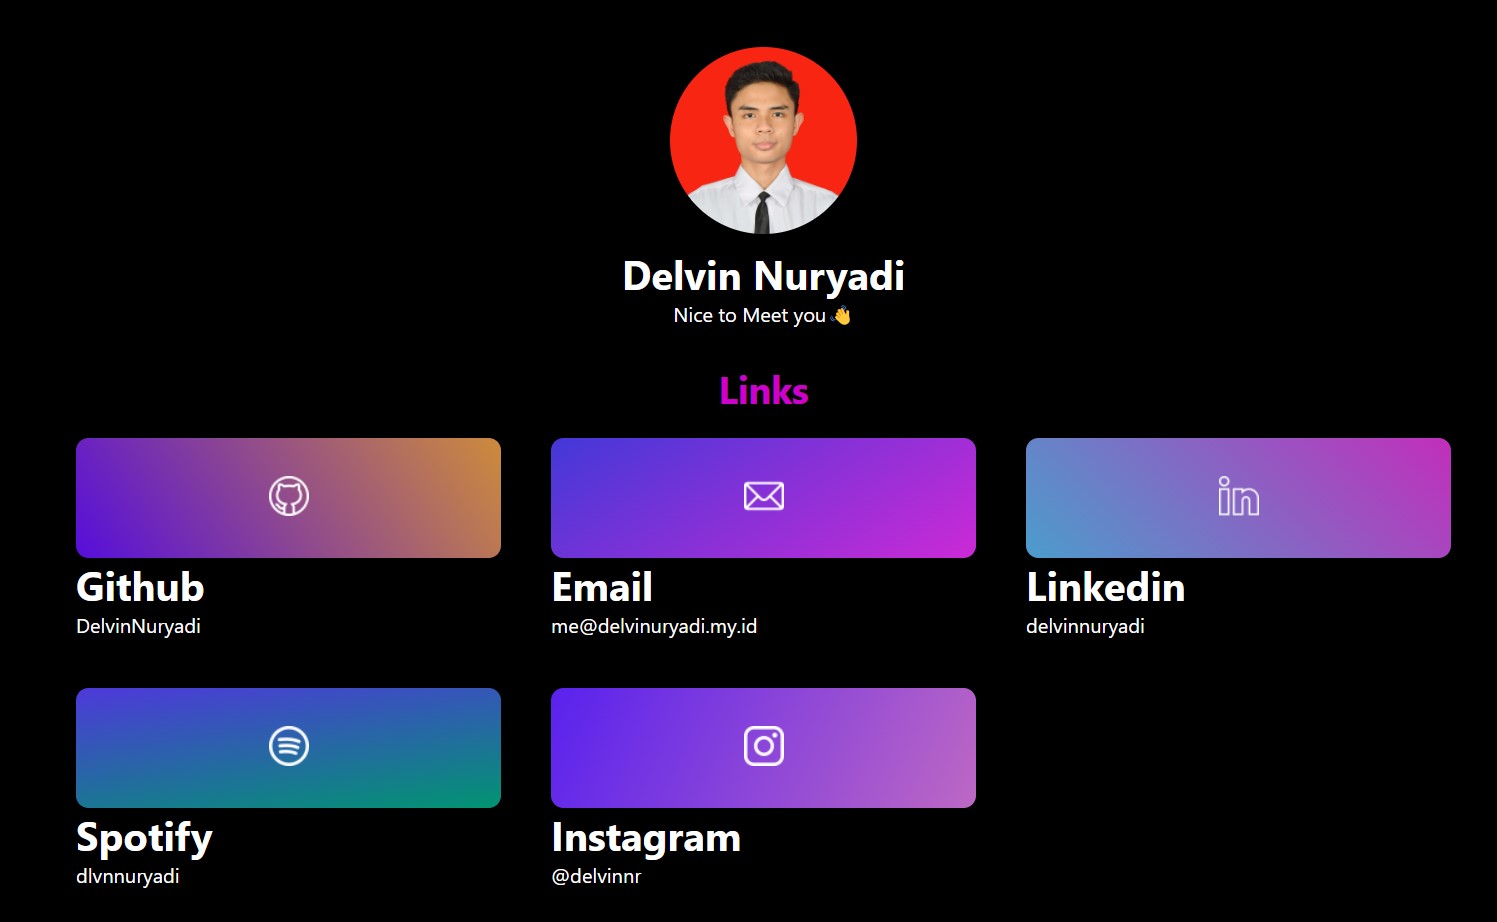 Delvin Nuryadi
Nice to Meet you 👋
Links
Github
DelvinNuryadi
Email
me@delvinuryadi.my.id
Linkedin
delvinnuryadi
Spotify
dlvnnuryadi
Instagram
@delvinnr